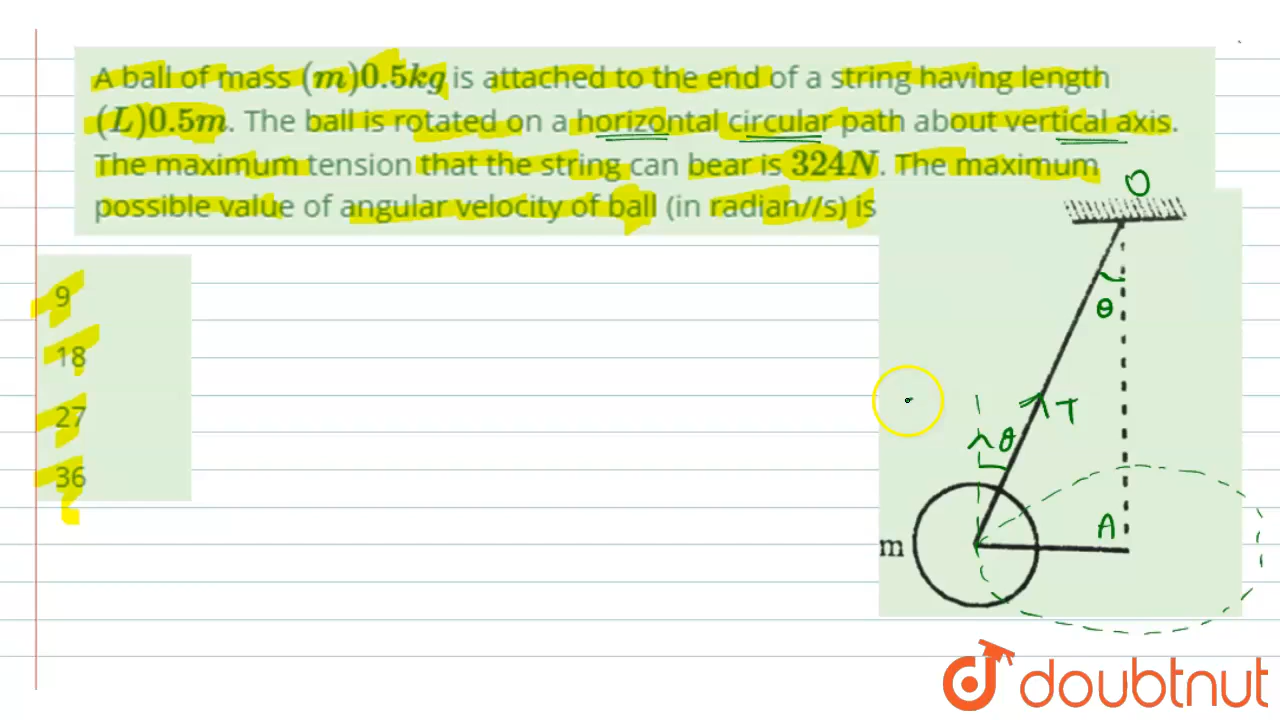 A ball of mass (m)0.5kg is attached to the end of a string having length
(L)0.5m. The ball is rotated on a horizontal circular path about vertical axis.
The maximum tension that the string can bear is 324N. The maximum
possible value of angular velocity of ball (in radian//s) is
O
9
θ
18
T
27
θ
36
A
m
doubtnut